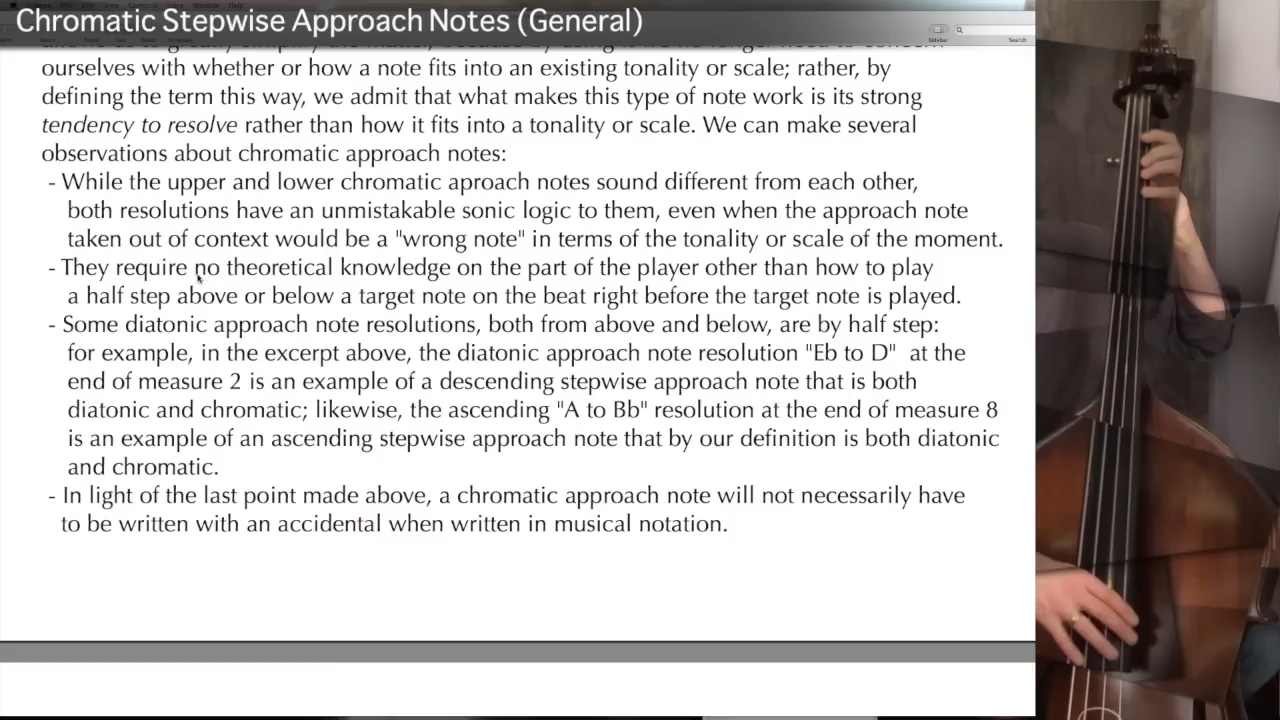 Chromatic Stepwise Approach Notes (General)
Sidebar
Search
ourselves with whether or how a note fits into an existing tonality or scale; rather, by
defining the term this way, we admit that what makes this type of note work is its strong
tendency to resolve rather than how it fits into a tonality or scale. We can make several
observations about chromatic approach notes:
- While the upper and lower chromatic aproach notes sound different from each other,
both resolutions have an unmistakable sonic logic to them, even when the approach note
taken out of context would be a "wrong note" in terms of the tonality or scale of the moment.
- They require no theoretical knowledge on the part of the player other than how to play
a half step above or below a target note on the beat right before the target note is played.
- Some diatonic approach note resolutions, both from above and below, are by half step:
for example, in the excerpt above, the diatonic approach note resolution "Eb to D" at the
end of measure 2 is an example of a descending stepwise approach note that is both
diatonic and chromatic; likewise, the ascending "A to Bb" resolution at the end of measure 8
is an example of an ascending stepwise approach note that by our definition is both diatonic
and chromatic.
- In light of the last point made above, a chromatic approach note will not necessarily have
to be written with an accidental when written in musical notation.